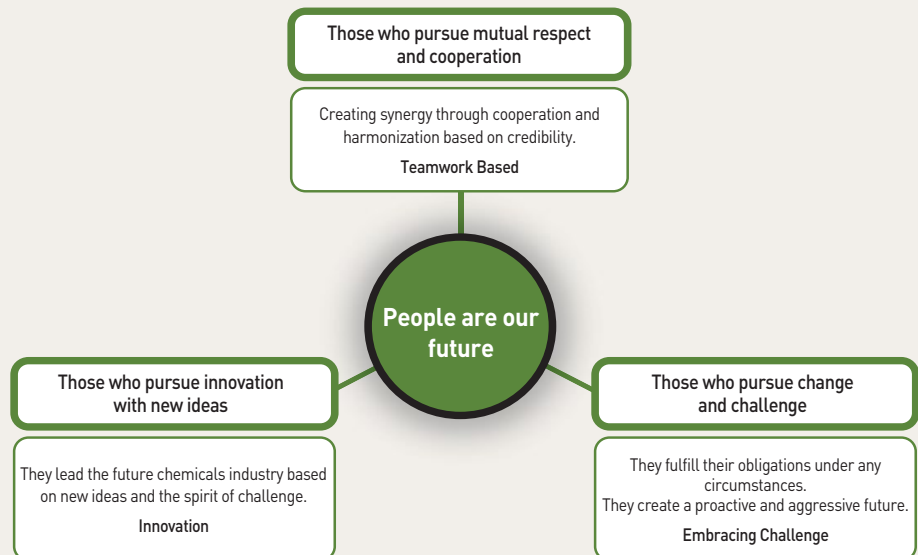 Those who pursue mutual respect
and cooperation
Creating synergy through cooperation and
harmonization based on credibility.
Teamwork Based
People are our
future
Those who pursue innovation
with new ideas
They lead the future chemicals industry based
on new ideas and the spirit of challenge.
Innovation
Those who pursue change
and challenge
They fulfill their obligations under any
circumstances.
They create a proactive and aggressive future.
Embracing Challenge